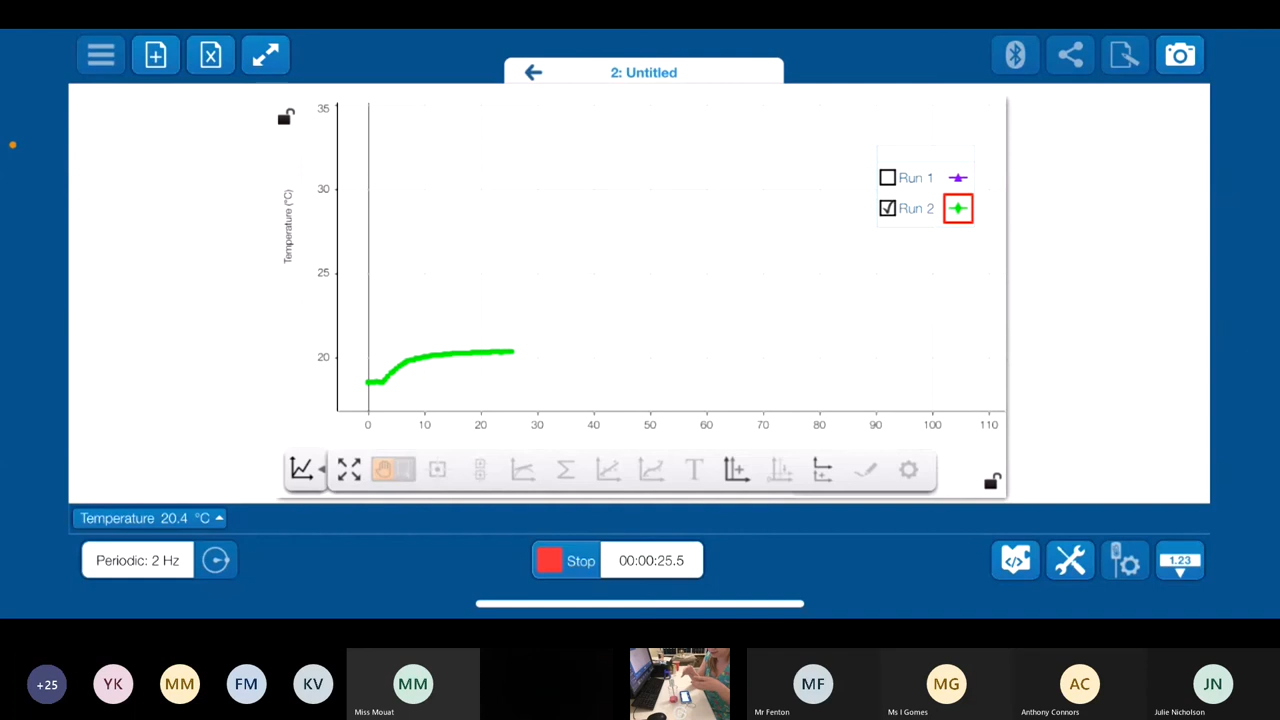 2: Untitled
35
30
25
20
Temperature (°C)
Run 1
Run 2
0 10 20 30 40 50 60 70 80 90 100 110
Σ
T
Temperature 20.4 °C
Periodic: 2 Hz
Stop
00:00:25.5
1.23
+25
YK
MM
FM
KV
MM
MF
MG
AC
JN
Miss Mouat
Mr Fenton
Ms I Gomes
Anthony Connors
Julie Nicholson